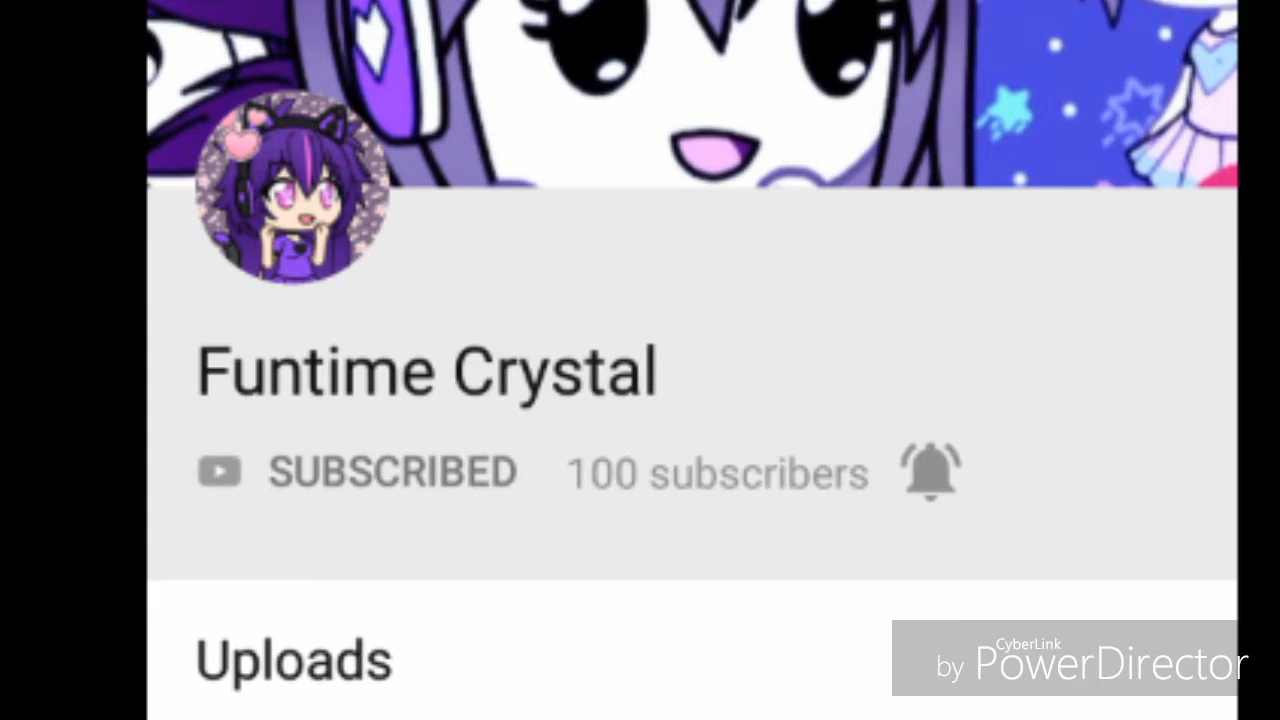 Funtime Crystal
SUBSCRIBED 100 subscribers
Uploads
CyberLink
by PowerDirector